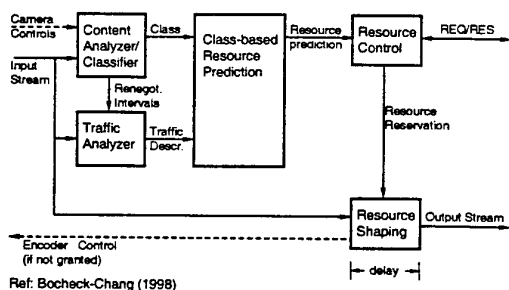 Camera
Controls
Input
Stream
Content
Analyzer/
Classifier
Class
Renegot.
Intervals
Traffic
Analyzer
Traffic
Descr.
Class-based
Resource
Prediction
Resource
prediction
Resource
Control
REQ/RES
Resource
Reservation
Resource
Shaping
Output Stream
Encoder Control
(if not granted)
delay
Ref: Bocheck-Chang (1998)